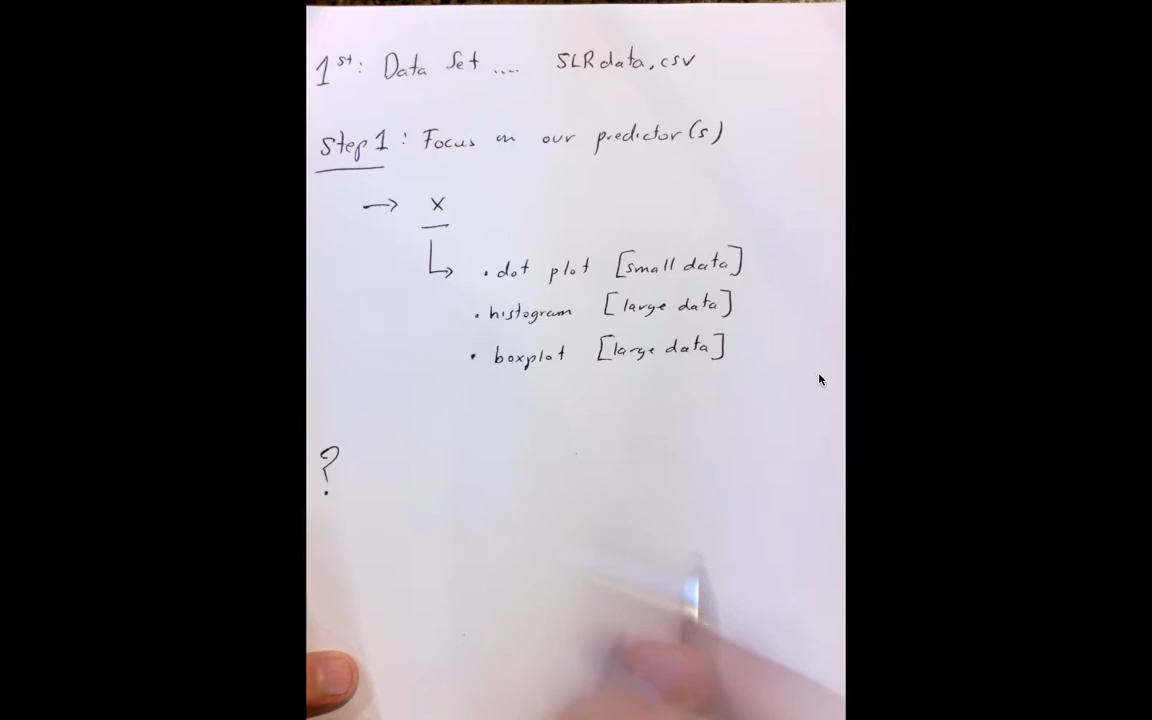 1st: Data Set .... SLRdata.csv
Step 1: Focus on our predictor(s)
→ x
• dot plot [small data]
• histogram [large data]
• boxplot [large data]
?